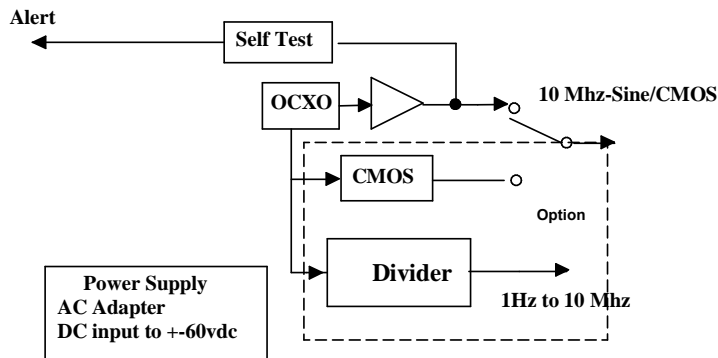 Alert
Self Test
OCXO
10 Mhz-Sine/CMOS
CMOS
Option
Divider
1Hz to 10 Mhz
Power Supply
AC Adapter
DC input to +-60vdc